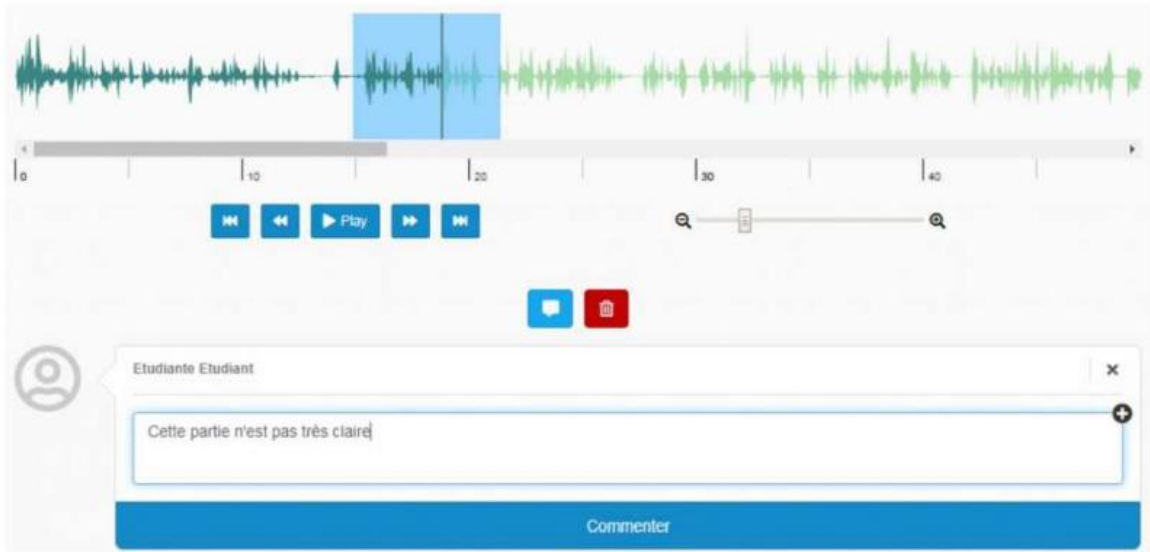 0 10 20 30 40
Play
Etudiante Etudiant
Cette partie n'est pas très claire
Commenter